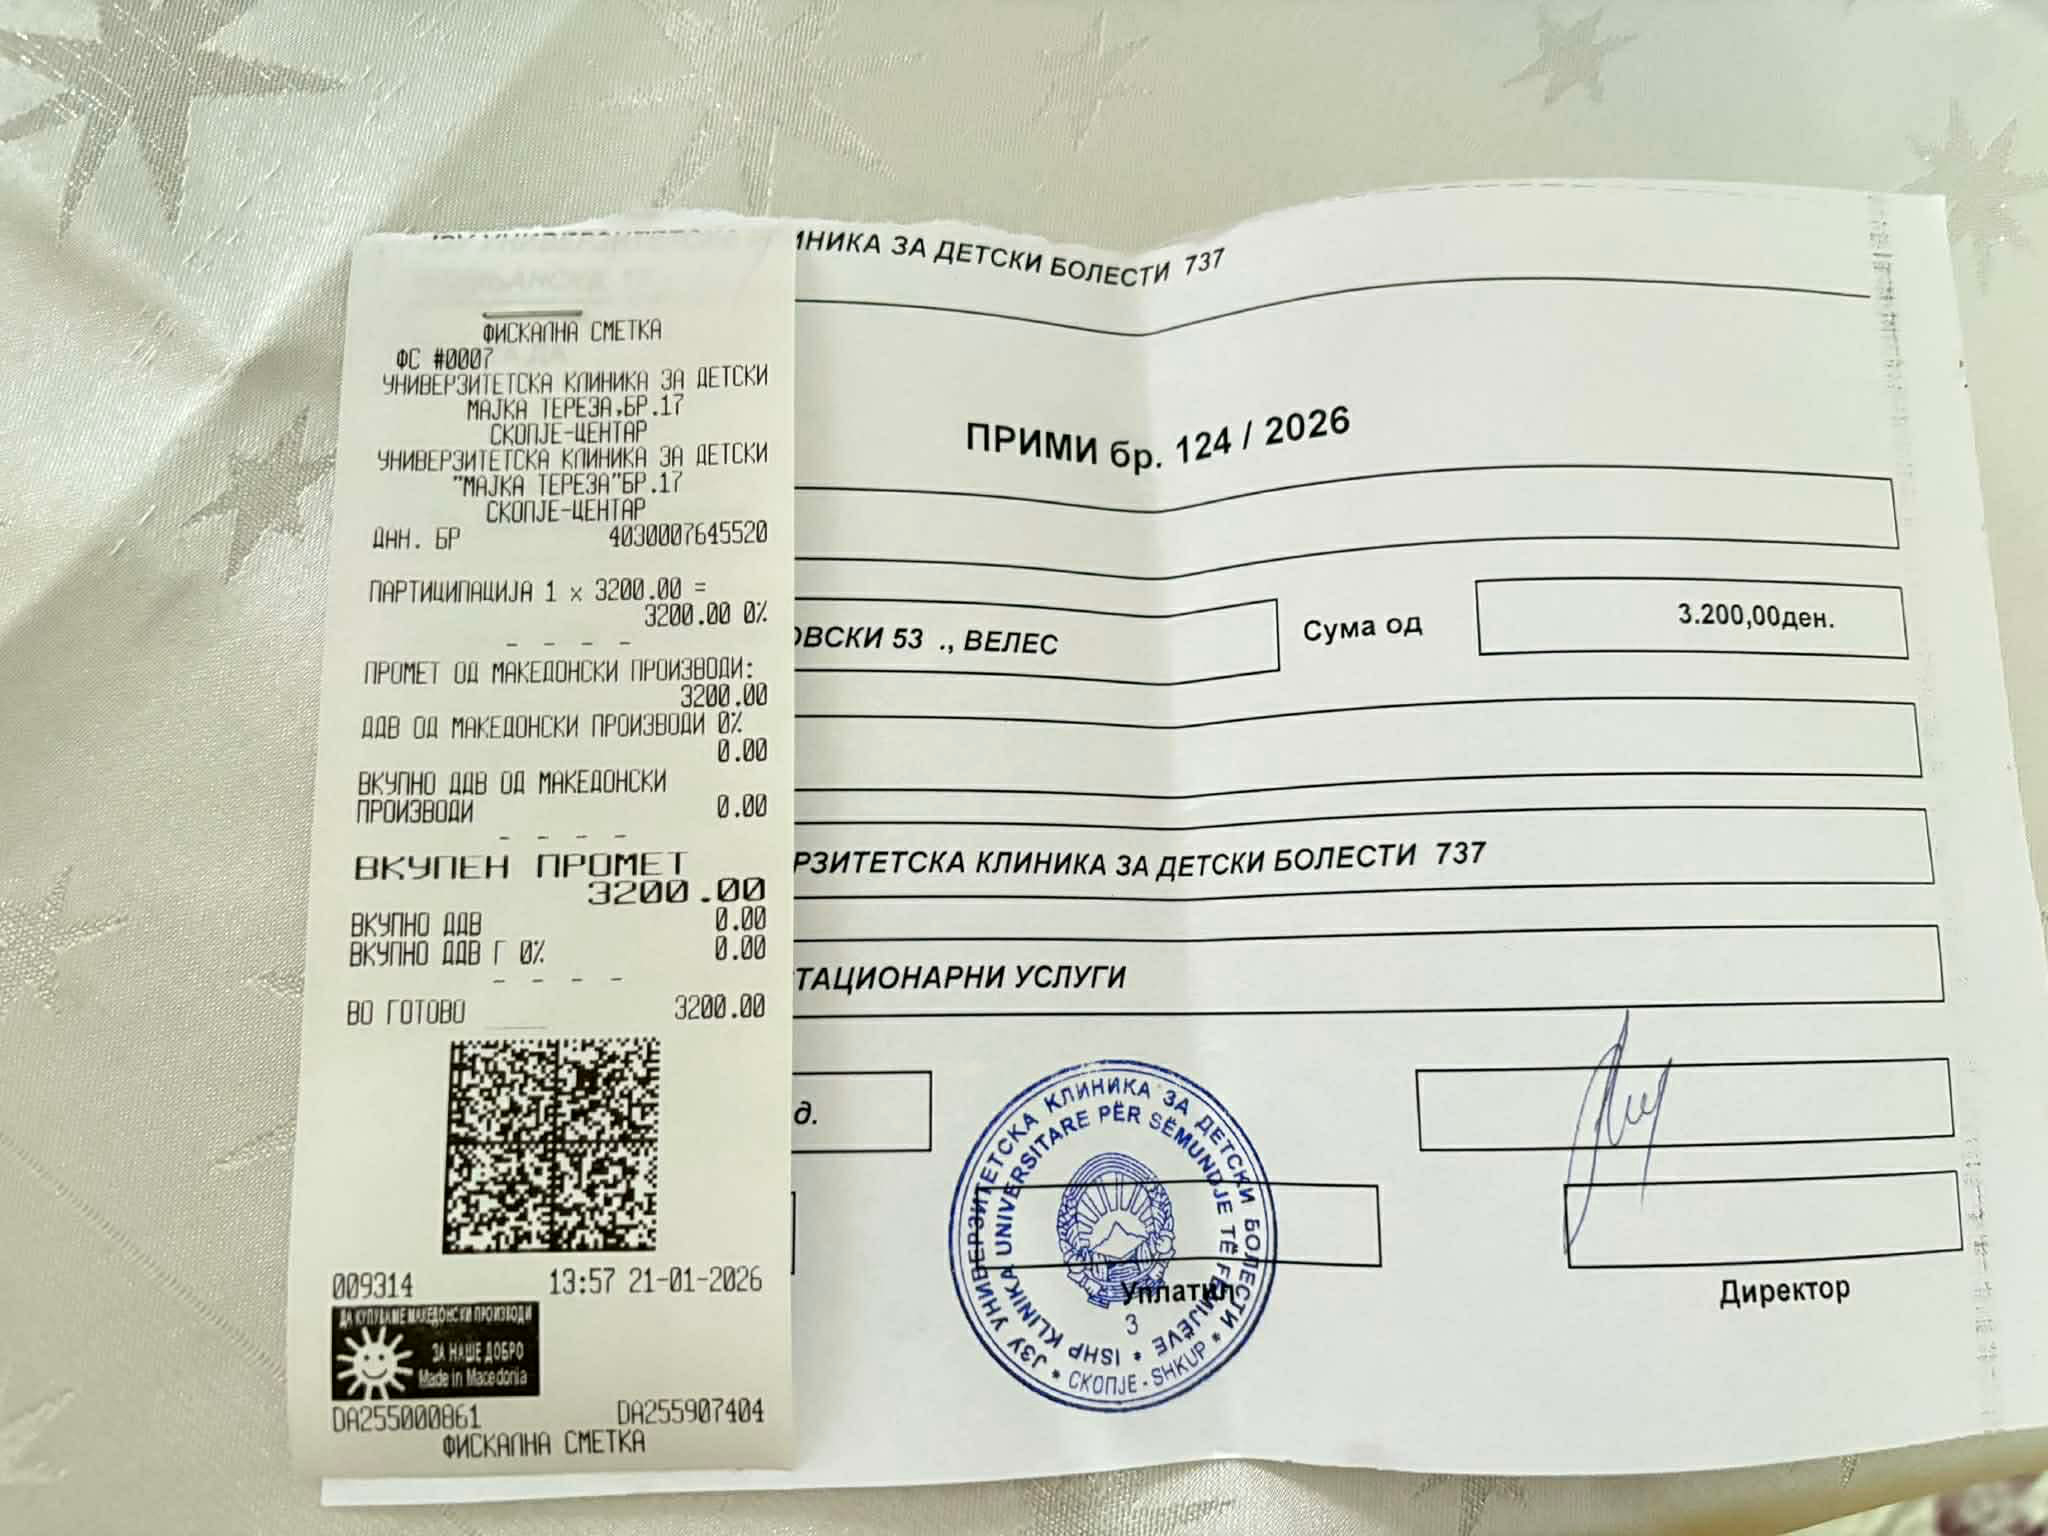 ФИСКАЛНА СМЕТКА
ФС #0007
УНИВЕРЗИТЕТСКА КЛИНИКА ЗА ДЕТСКИ
МАЈКА ТЕРЕЗА,БР.17
СКОПЈЕ-ЦЕНТАР
УНИВЕРЗИТЕТСКА КЛИНИКА ЗА ДЕТСКИ
"МАЈКА ТЕРЕЗА"БР.17
СКОПЈЕ-ЦЕНТАР
ДАН. БР 4030007645520
ПАРТИЦИПАЦИЈА 1 x 3200.00 =
3200.00 0%
- - - -
ПРОМЕТ ОД МАКЕДОНСКИ ПРОИЗВОДИ:
3200.00
ДДВ ОД МАКЕДОНСКИ ПРОИЗВОДИ 0%
0.00
ВКУПНО ДДВ ОД МАКЕДОНСКИ
ПРОИЗВОДИ 0.00
- - - -
ВКУПЕН ПРОМЕТ
3200.00
ВКУПНО ДДВ 0.00
ВКУПНО ДДВ Г 0% 0.00
- - - -
ВО ГОТОВО 3200.00
009314 13:57 21-01-2026
ДА КУПУВАМЕ МАКЕДОНСКИ ПРОИЗВОДИ
ЗА НАШЕ ДОБРО
Made in Macedonia
DA255000861 DA255907404
ФИСКАЛНА СМЕТКА
ИНИКА ЗА ДЕТСКИ БОЛЕСТИ 737
ПРИМИ бр. 124 / 2026
ОВСКИ 53 ., ВЕЛЕС Сума од 3.200,00ден.
РЗИТЕТСКА КЛИНИКА ЗА ДЕТСКИ БОЛЕСТИ 737
ТАЦИОНАРНИ УСЛУГИ
д.
ЈЗУ УНИВЕРЗИТЕТСКА КЛИНИКА ЗА ДЕТСКИ БОЛЕСТИ *
ISHP KLINIKA UNIVERSITARE PËR SËMUNDJE TË FËMIJËVE *
СКОПЈЕ - SHKUP *
3
Уплатил
Директор